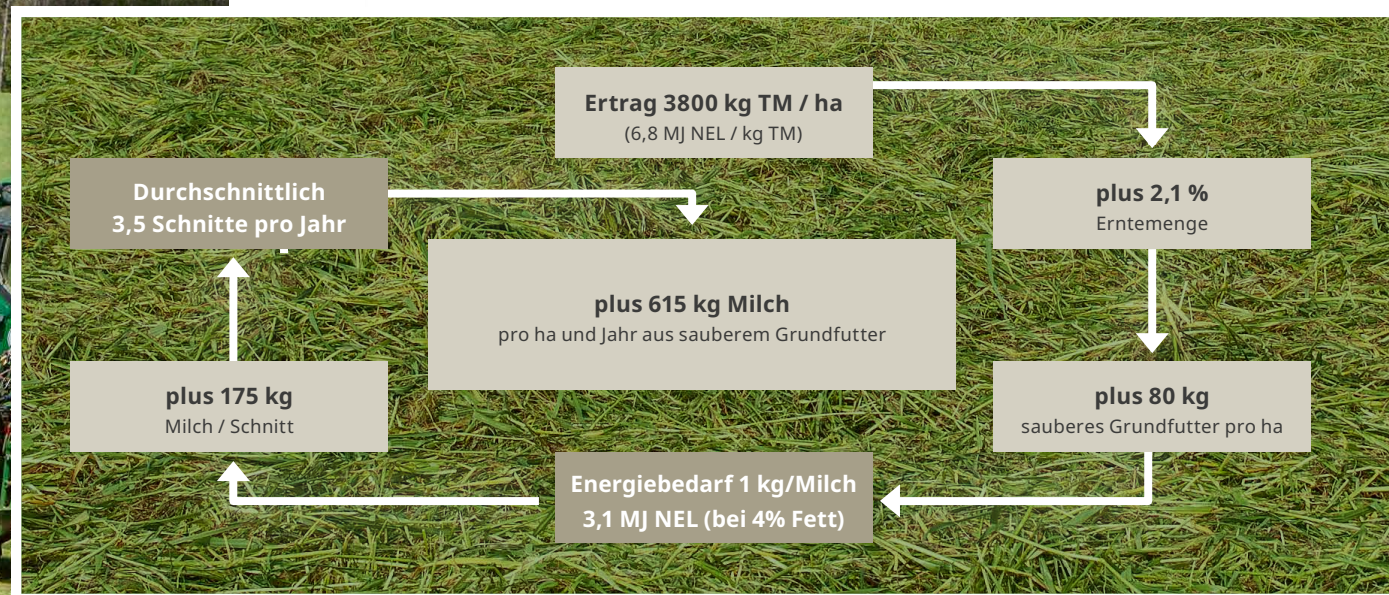 Ertrag 3800 kg TM / ha
(6,8 MJ NEL / kg TM)
plus 2,1 %
Erntemenge
plus 80 kg
sauberes Grundfutter pro ha
Energiebedarf 1 kg/Milch
3,1 MJ NEL (bei 4% Fett)
plus 175 kg
Milch / Schnitt
Durchschnittlich
3,5 Schnitte pro Jahr
plus 615 kg Milch
pro ha und Jahr aus sauberem Grundfutter